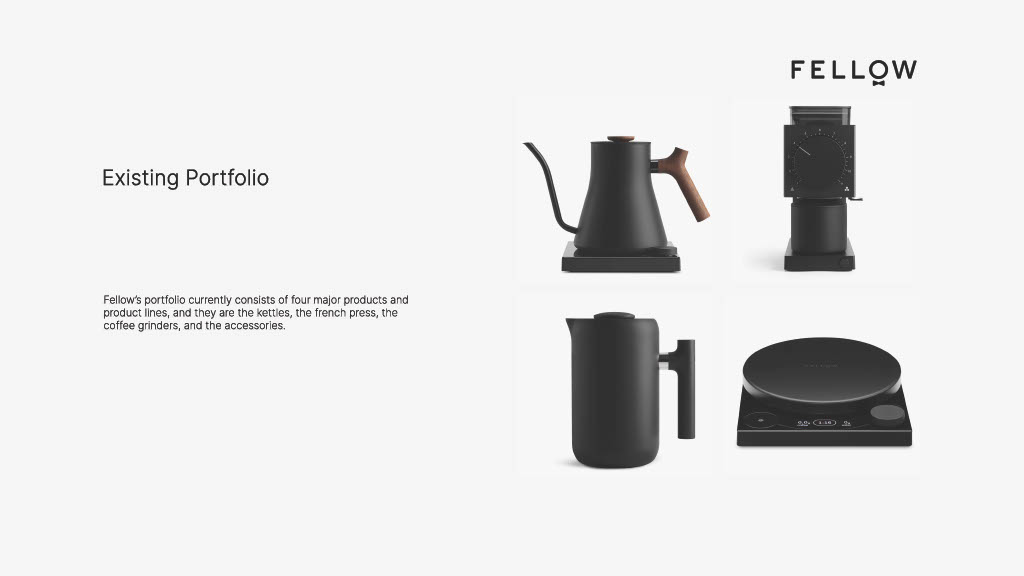 FELLOW
Existing Portfolio
Fellow's portfolio currently consists of four major products and
product lines, and they are the kettles, the french press, the
coffee grinders, and the accessories.
FELLOW